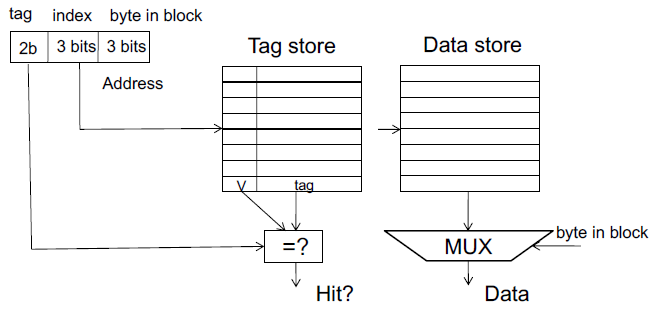 tag index byte in block
2b 3 bits 3 bits
Address
Tag store
Data store
V tag
=?
MUX
byte in block
Hit?
Data